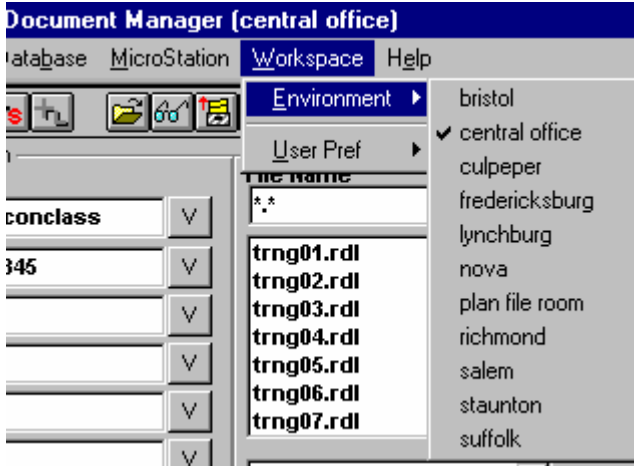 Document Manager (central office)
Database MicroStation Workspace Help
Environment
User Pref
bristol
central office
culpeper
fredericksburg
lynchburg
nova
plan file room
richmond
salem
staunton
suffolk
File Name
*.*
conclass
345
trng01.rdl
trng02.rdl
trng03.rdl
trng04.rdl
trng05.rdl
trng06.rdl
trng07.rdl
V
V
V
V
V
V